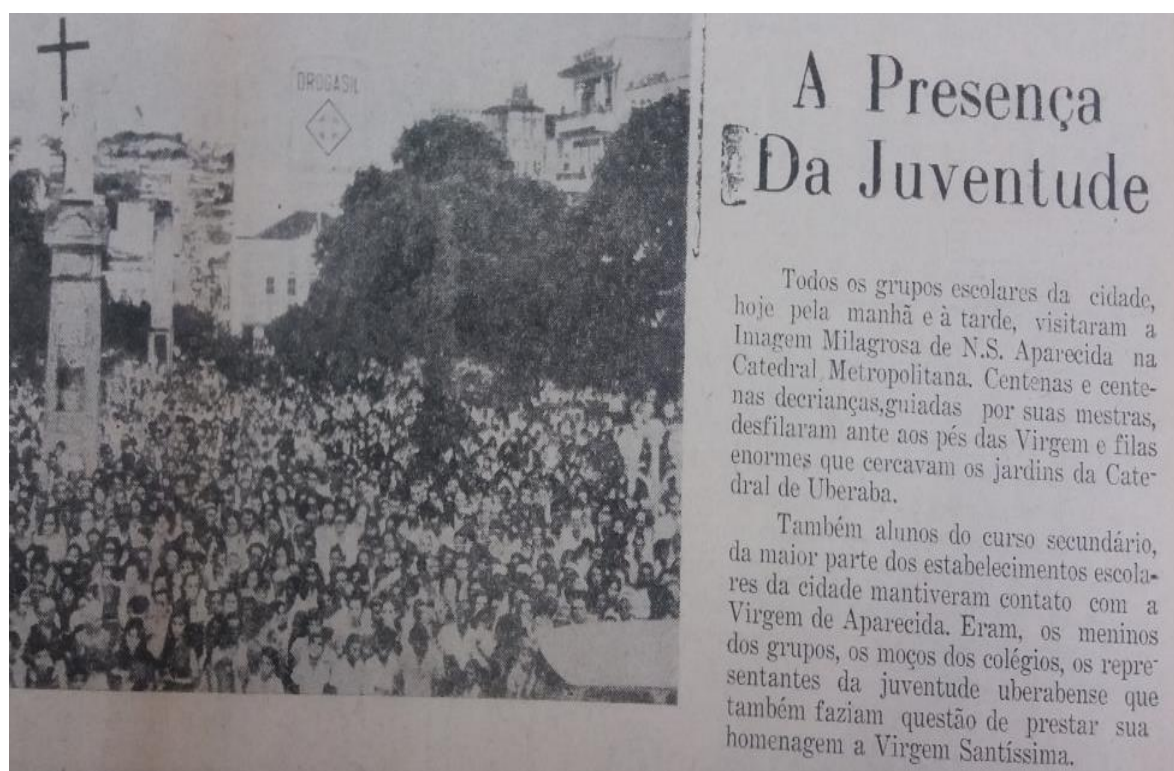 DROGASIL
A Presença
Da Juventude
Todos os grupos escolares da cidade,
hoje pela manhã e à tarde, visitaram a
Imagem Milagrosa de N.S. Aparecida na
Catedral Metropolitana. Centenas e cente-
nas decrianças,guiadas por suas mestras,
desfilaram ante aos pés das Virgem e filas
enormes que cercavam os jardins da Cate-
dral de Uberaba.
Também alunos do curso secundário,
da maior parte dos estabelecimentos escola-
res da cidade mantiveram contato com a
Virgem de Aparecida. Eram, os meninos
dos grupos, os moços dos colégios, os repre-
sentantes da juventude uberabense que
também faziam questão de prestar sua
homenagem a Virgem Santíssima.